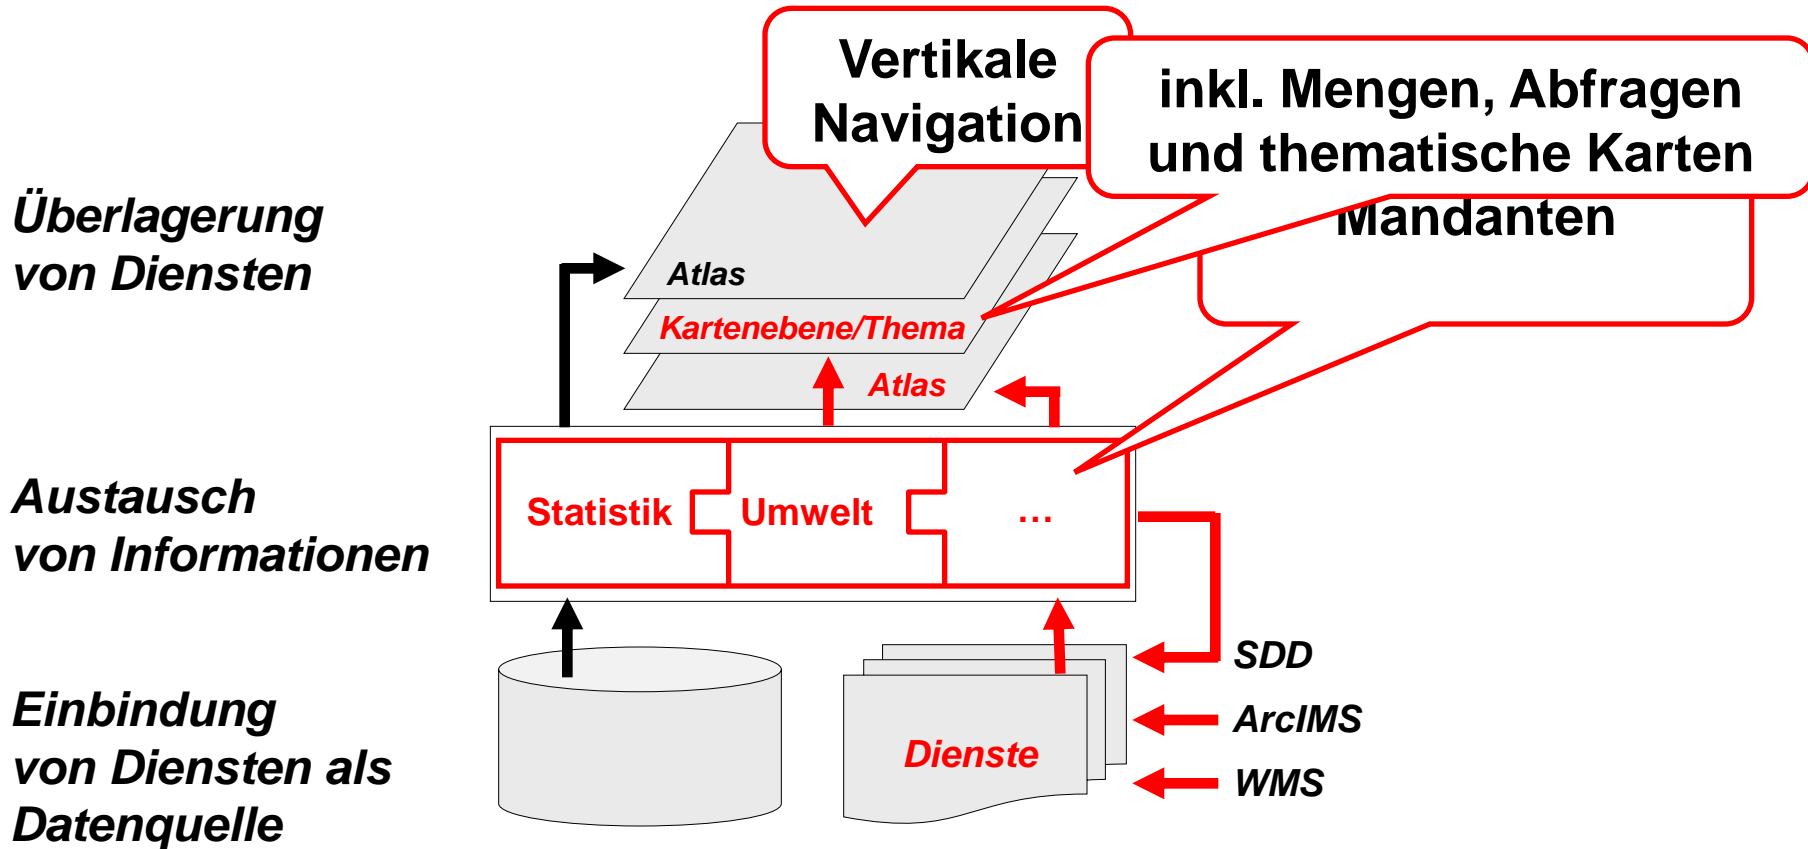 Vertikale
Navigation
inkl. Mengen, Abfragen
und thematische Karten
Mandanten
Überlagerung
von Diensten
Atlas
Kartenebene/Thema
Atlas
Austausch
von Informationen
Statistik
Umwelt
...
Einbindung
von Diensten als
Datenquelle
Dienste
SDD
ArcIMS
WMS